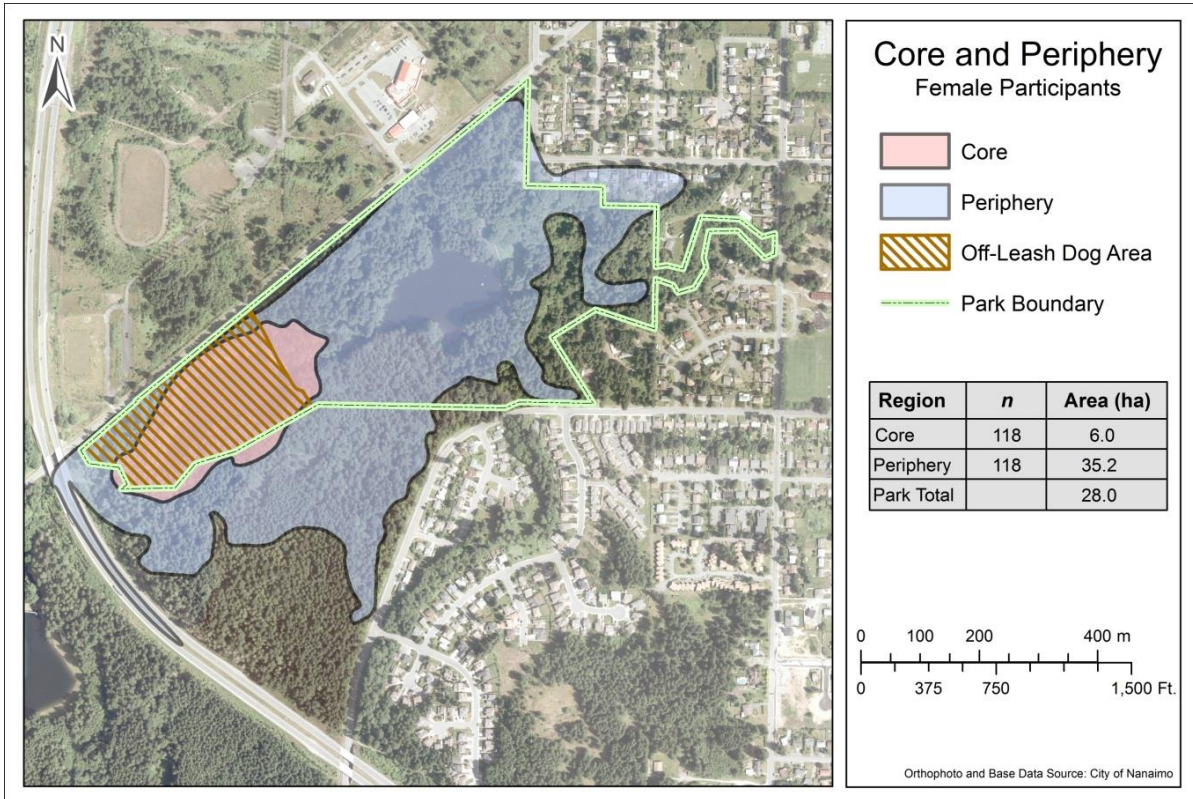 N
Core and Periphery
Female Participants
Core
Periphery
Off-Leash Dog Area
Park Boundary
Region n Area (ha)
Core 118 6.0
Periphery 118 35.2
Park Total 28.0
0 100 200 400 m
0 375 750 1,500 Ft.
Orthophoto and Base Data Source: City of Nanaimo